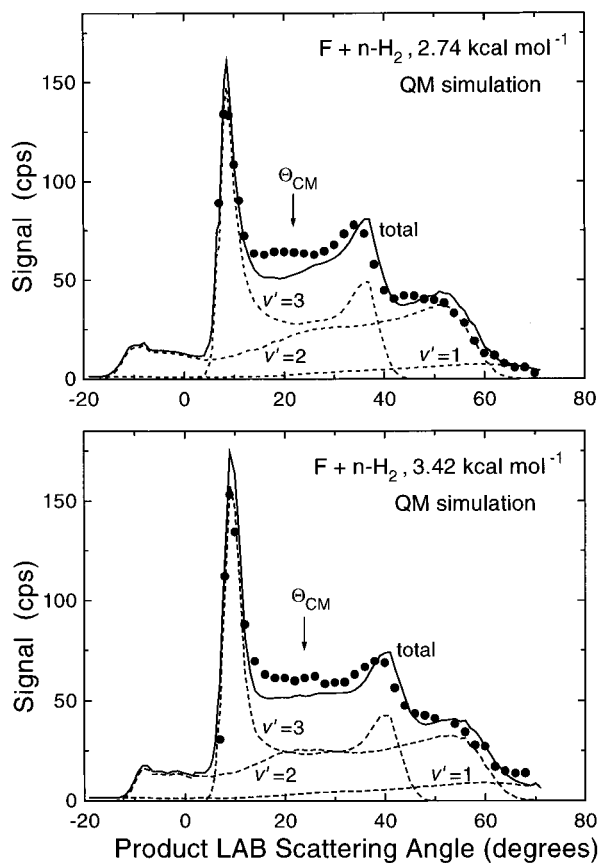 F + n-H₂ , 2.74 kcal mol⁻¹
QM simulation
150
100
50
0
Signal (cps)
Θ_CM
total
v'=3
v'=2
v'=1
-20 0 20 40 60 80
F + n-H₂ , 3.42 kcal mol⁻¹
QM simulation
150
100
50
0
Signal (cps)
Θ_CM
total
v'=3
v'=2
v'=1
-20 0 20 40 60 80
Product LAB Scattering Angle (degrees)